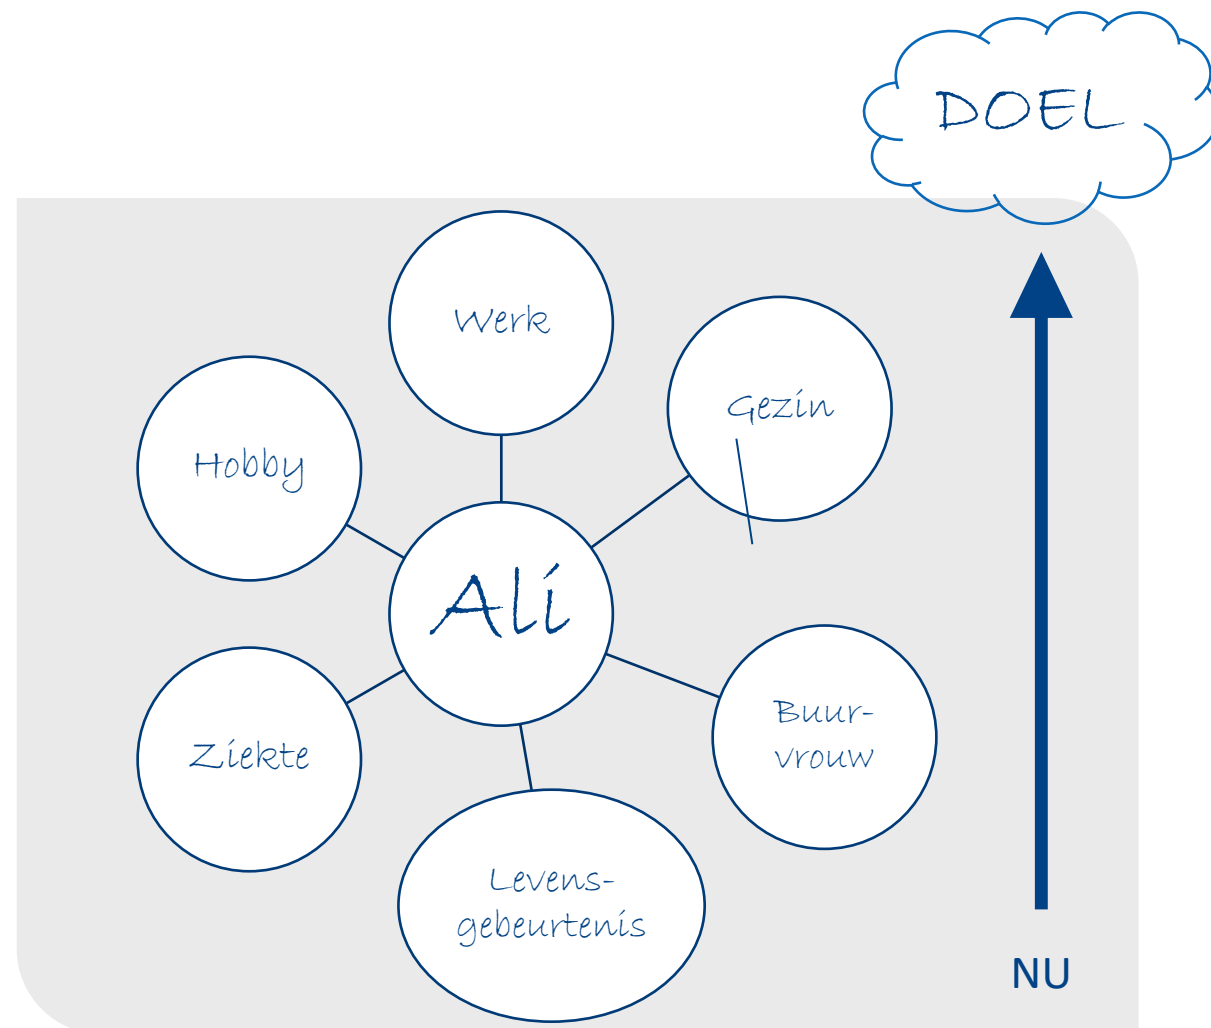 DOEL
Werk
Gezin
Hobby
Ali
Buur-
vrouw
Ziekte
Levens-
gebeurtenis
NU